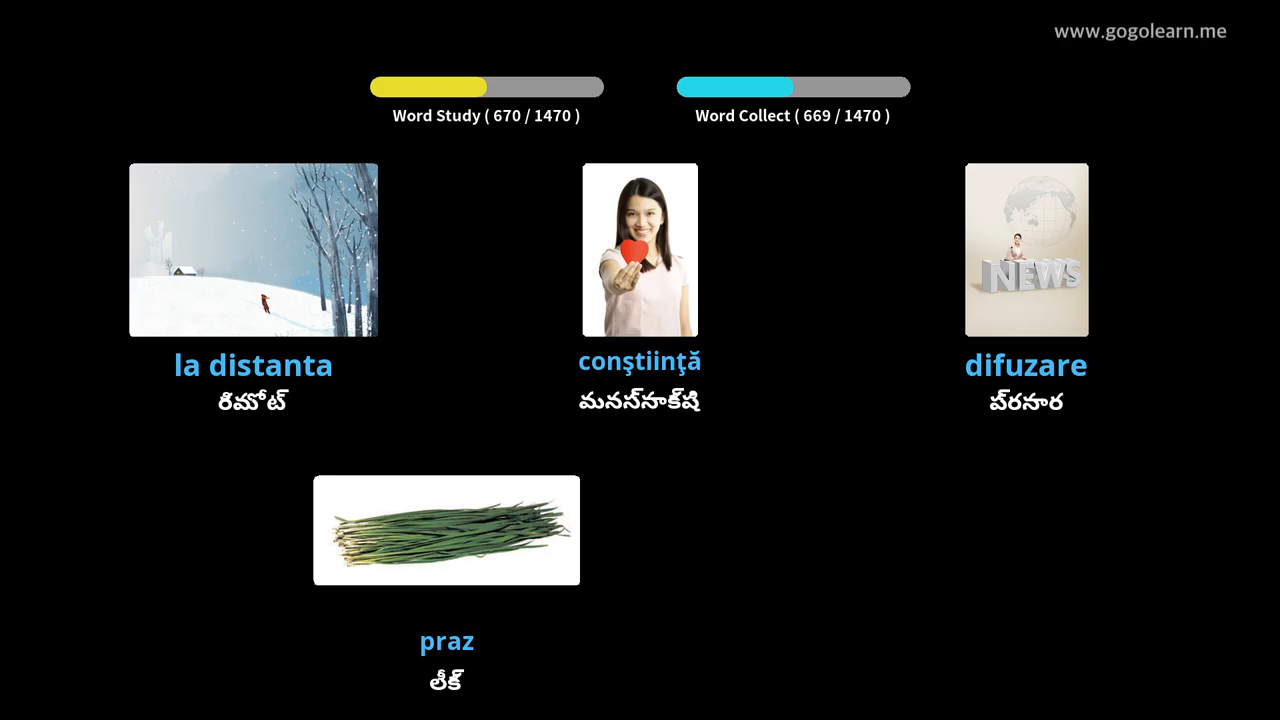 www.gogolearn.me
Word Study ( 670 / 1470 )
Word Collect ( 669 / 1470 )
la distanta
conştiinţă
difuzare
రిమోట్
మనస్సాక్షి
ప్రసార
NEWS
praz
లీక్